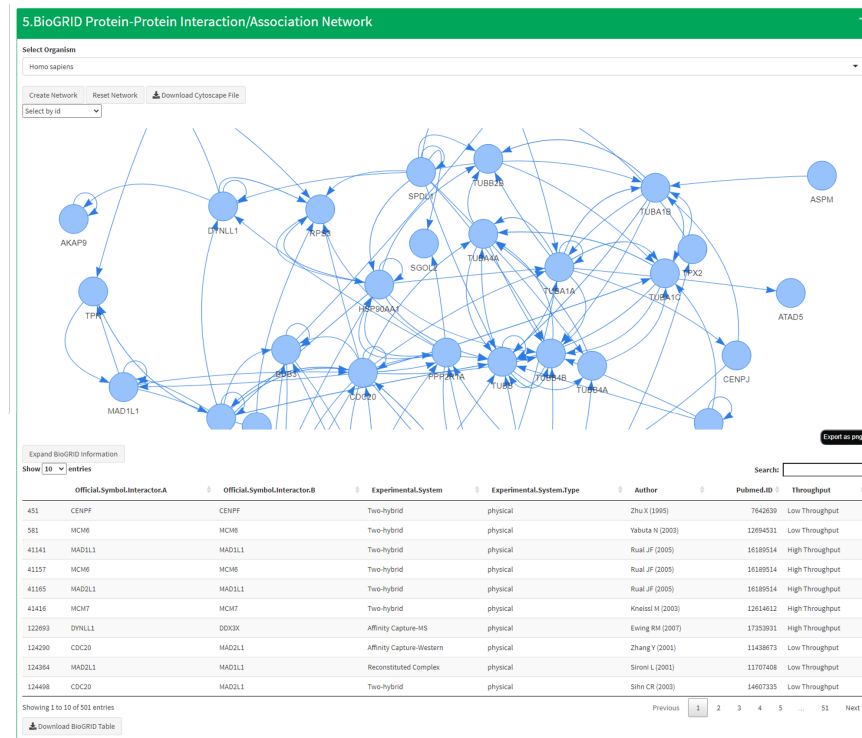 5.BioGRID Protein-Protein Interaction/Association Network
Select Organism
Homo sapiens
Create Network Reset Network Download Cytoscape File
Select by id
TUBB2B
ASPM
SPDL1
TUBA1B
AKAP9
DYNLL1
RPS3
SGOL2
TUBA4A
TPX2
TUBA1A
TUBA1C
HSP90AA1
TPR
ATAD5
DDB3
PPP2R1A
TUBB
TUBB4B
TUBB4A
CENPJ
CDC20
MAD1L1
Export as png
Expand BioGRID Information
Show 10 entries Search:
Official.Symbol.Interactor.A Official.Symbol.Interactor.B Experimental.System Experimental.System.Type Author Pubmed.ID Throughput
451 CENPF CENPF Two-hybrid physical Zhu X (1995) 7642639 Low Throughput
581 MCM6 MCM6 Two-hybrid physical Yabuta N (2003) 12694531 Low Throughput
41141 MAD1L1 MAD1L1 Two-hybrid physical Rual JF (2005) 16189514 High Throughput
41157 MCM6 MCM6 Two-hybrid physical Rual JF (2005) 16189514 High Throughput
41165 MAD2L1 MAD1L1 Two-hybrid physical Rual JF (2005) 16189514 High Throughput
41416 MCM7 MCM7 Two-hybrid physical Kneissl M (2003) 12614612 Low Throughput
122693 DYNLL1 DDX3X Affinity Capture-MS physical Ewing RM (2007) 17353931 High Throughput
124290 CDC20 MAD2L1 Affinity Capture-Western physical Zhang Y (2001) 11438673 Low Throughput
124364 MAD2L1 MAD1L1 Reconstituted Complex physical Sironi L (2001) 11707408 Low Throughput
124498 CDC20 MAD2L1 Two-hybrid physical Sihn CR (2003) 14607335 Low Throughput
Showing 1 to 10 of 501 entries Previous 1 2 3 4 5 ... 51 Next
Download BioGRID Table